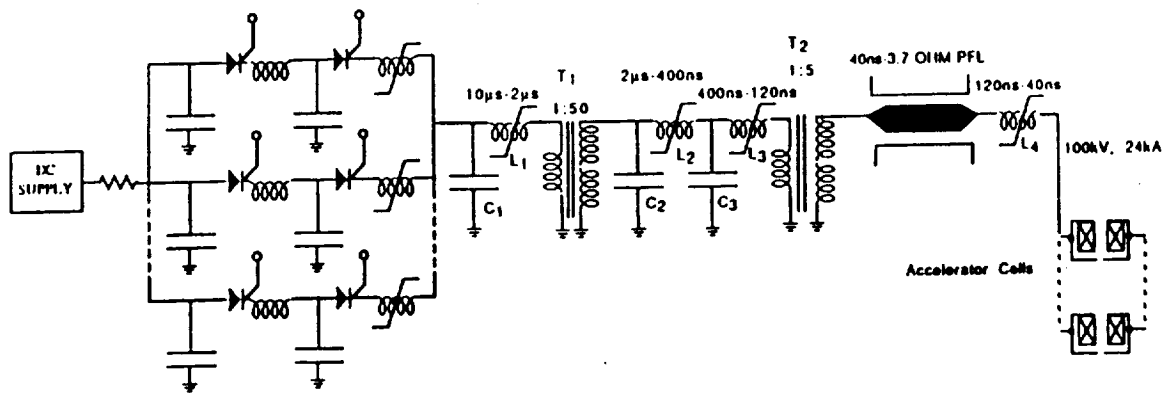 DC
SUPPLY
10µs-2µs
L1
C1
T1
1:50
2µs-400ns
L2
C2
400ns-120ns
L3
C3
T2
1:5
40ns-3.7 OHM PFL
120ns-40ns
L4
100kV, 24kA
Accelerator Cells